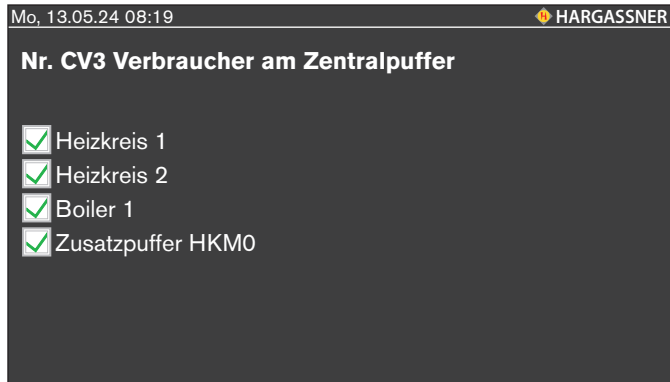 Mo, 13.05.24 08:19 HARGASSNER
Nr. CV3 Verbraucher am Zentralpuffer
Heizkreis 1
Heizkreis 2
Boiler 1
Zusatzpuffer HKM0